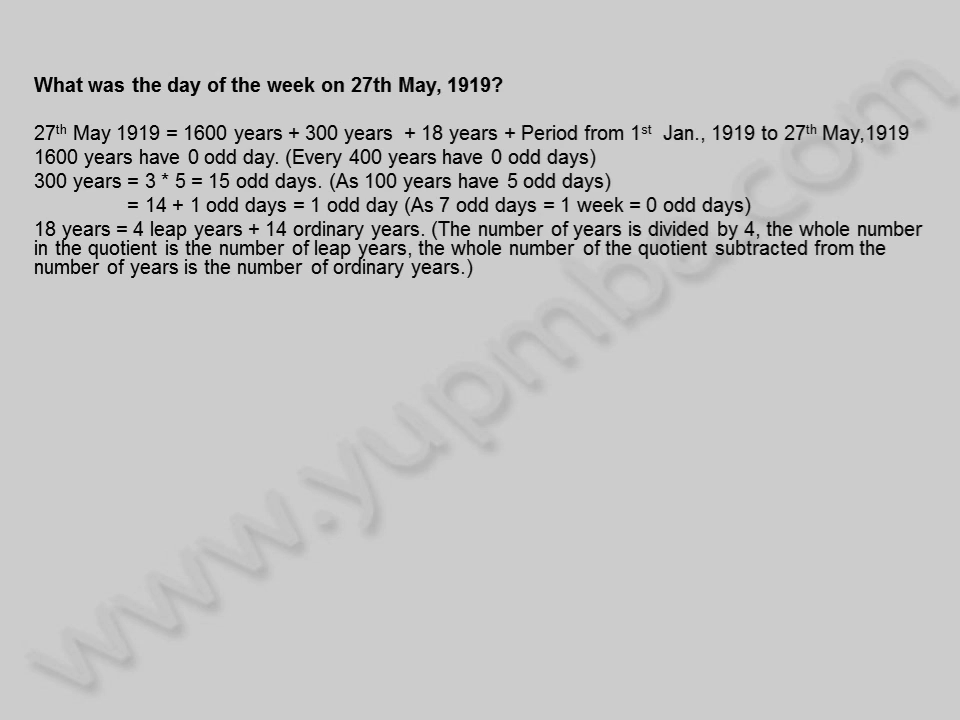 What was the day of the week on 27th May, 1919?
27th May 1919 = 1600 years + 300 years + 18 years + Period from 1st Jan., 1919 to 27th May,1919
1600 years have 0 odd day. (Every 400 years have 0 odd days)
300 years = 3 * 5 = 15 odd days. (As 100 years have 5 odd days)
= 14 + 1 odd days = 1 odd day (As 7 odd days = 1 week = 0 odd days)
18 years = 4 leap years + 14 ordinary years. (The number of years is divided by 4, the whole number
in the quotient is the number of leap years, the whole number of the quotient subtracted from the
number of years is the number of ordinary years.)
www.yupmba.com